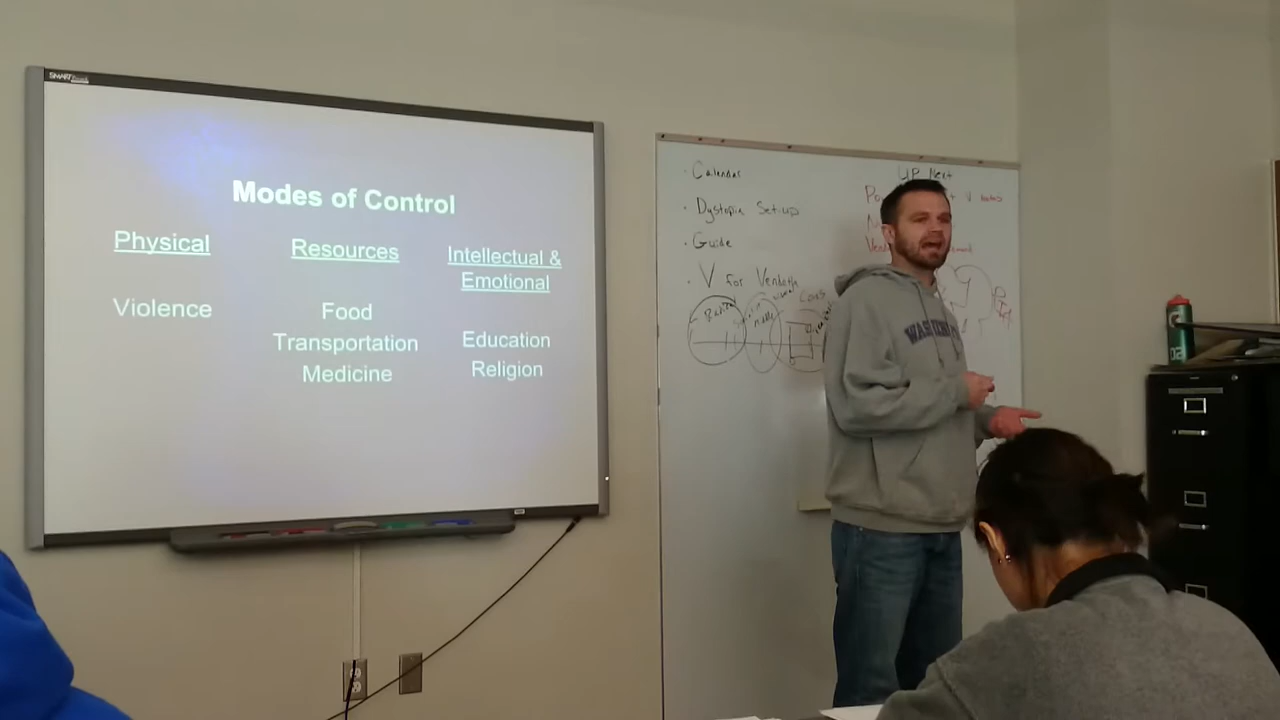 SMART
Modes of Control
Physical
Resources
Intellectual &
Emotional
Violence
Food
Transportation
Medicine
Education
Religion
· Calendar
· Dystopia Set-up
· Guide
· V For Vendetta
UP Next